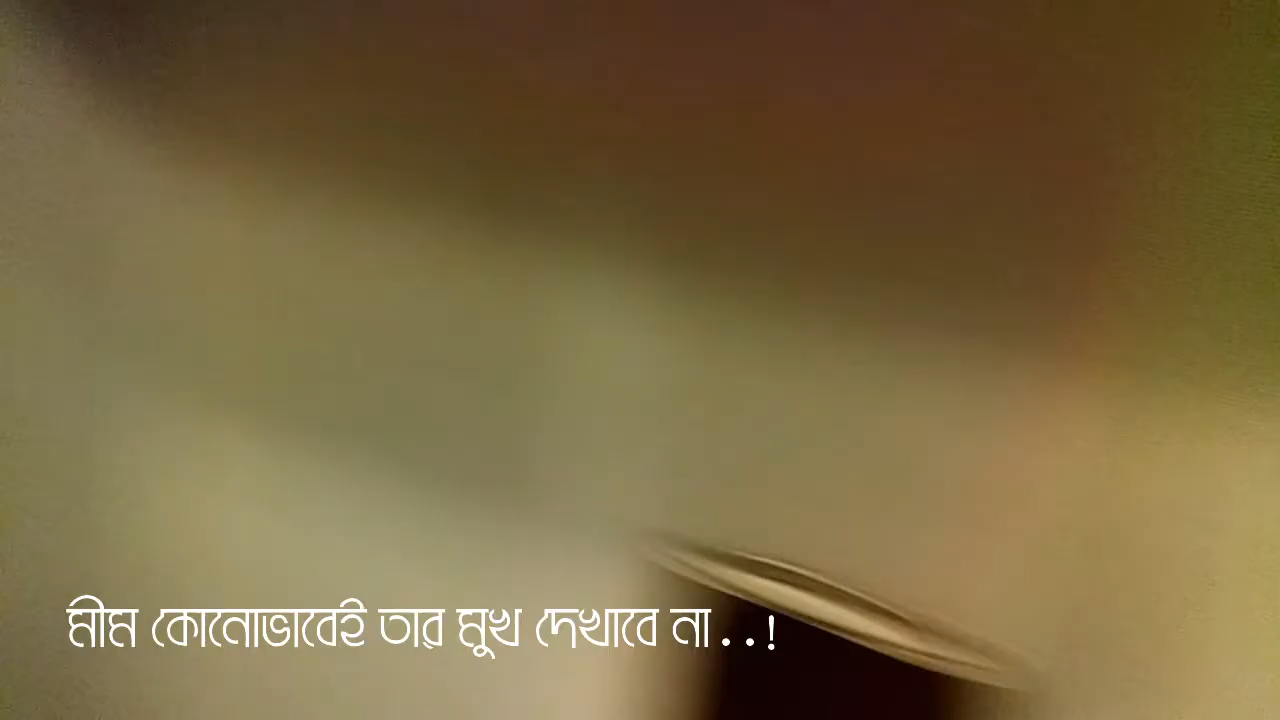 মীম কোনোভাবেই তার মুখ দেখাবে না . . !